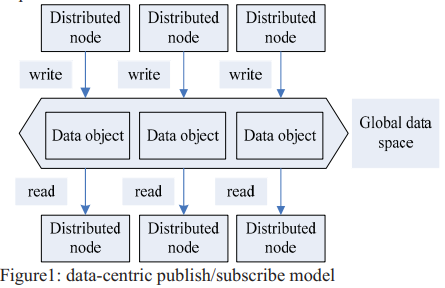 Distributed node Distributed node Distributed node
write write write
Data object Data object Data object
Global data space
read read read
Distributed node Distributed node Distributed node
Figure1: data-centric publish/subscribe model